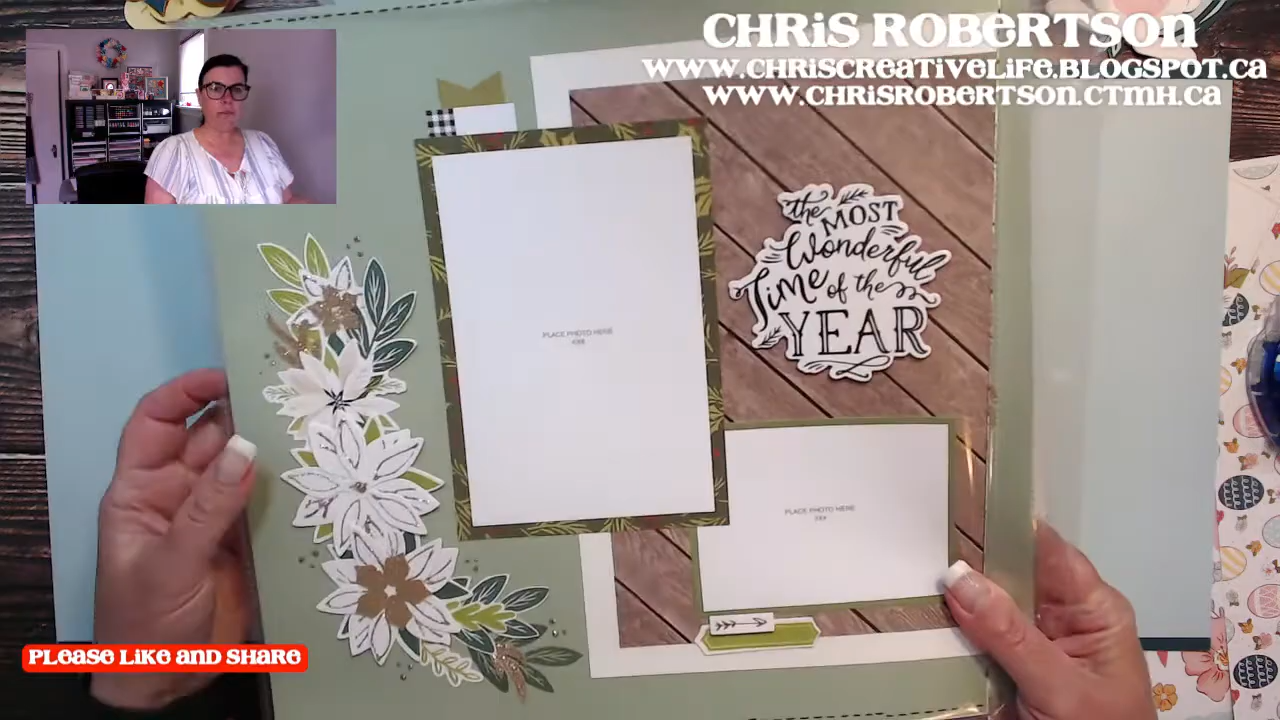 CHRIS ROBERTSON
WWW.CHRISCREATIVELIFE.BLOGSPOT.CA
WWW.CHRISROBERTSON.CTMH.CA
the MOST
Wonderful
Time of the
YEAR
PLACE PHOTO HERE
PLACE PHOTO HERE
PLEASE LIKE AND SHARE